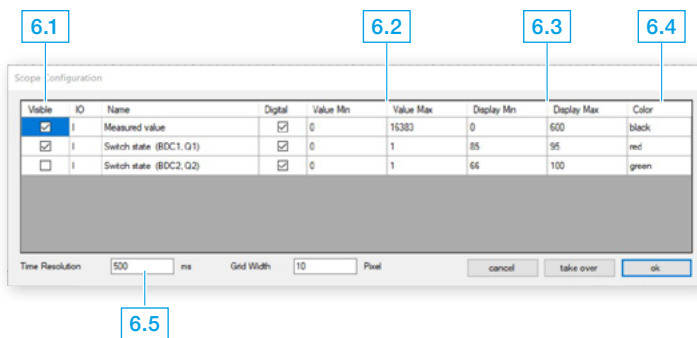 6.1 6.2 6.3 6.4
Scope Configuration
Visible IO Name Digital Value Min Value Max Display Min Display Max Color
I Measured value 0 16383 0 600 black
I Switch state (BDC1, Q1) 0 1 85 95 red
I Switch state (BDC2, Q2) 0 1 66 100 green
Time Resolution 500 ms Grid Width 10 Pixel cancel take over ok
6.5